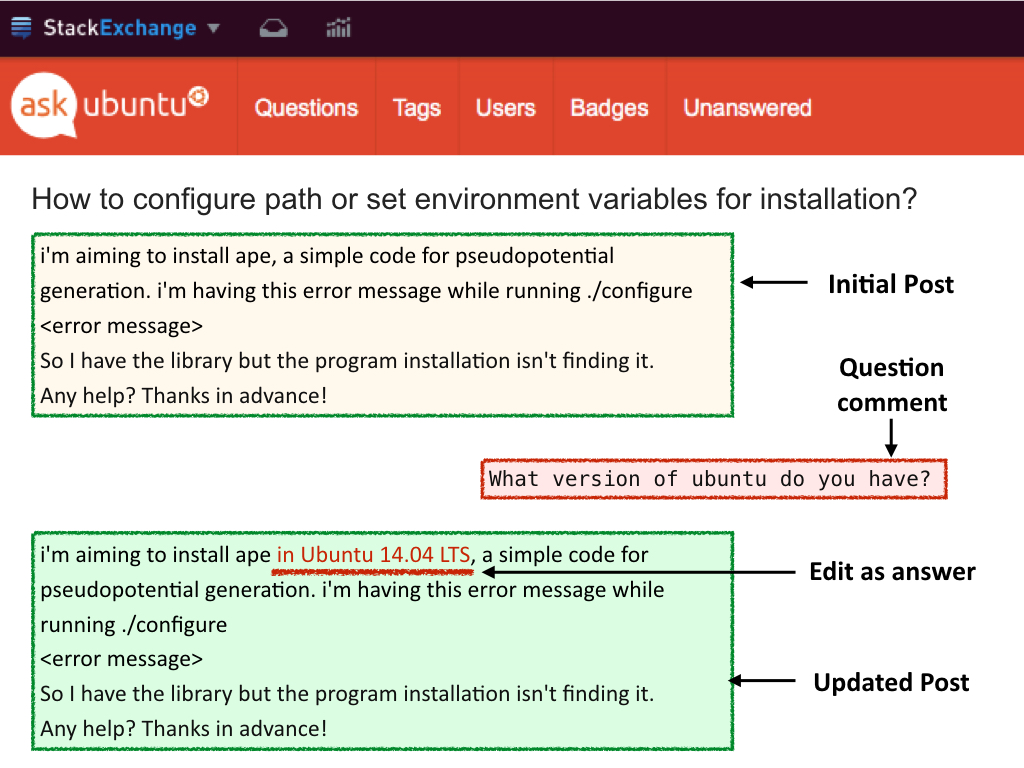 StackExchange
ask ubuntu Questions Tags Users Badges Unanswered
How to configure path or set environment variables for installation?
i'm aiming to install ape, a simple code for pseudopotential
generation. i'm having this error message while running ./configure
<error message>
So I have the library but the program installation isn't finding it.
Any help? Thanks in advance!
Initial Post
Question
comment
What version of ubuntu do you have?
i'm aiming to install ape in Ubuntu 14.04 LTS, a simple code for
pseudopotential generation. i'm having this error message while
running ./configure
<error message>
So I have the library but the program installation isn't finding it.
Any help? Thanks in advance!
Edit as answer
Updated Post